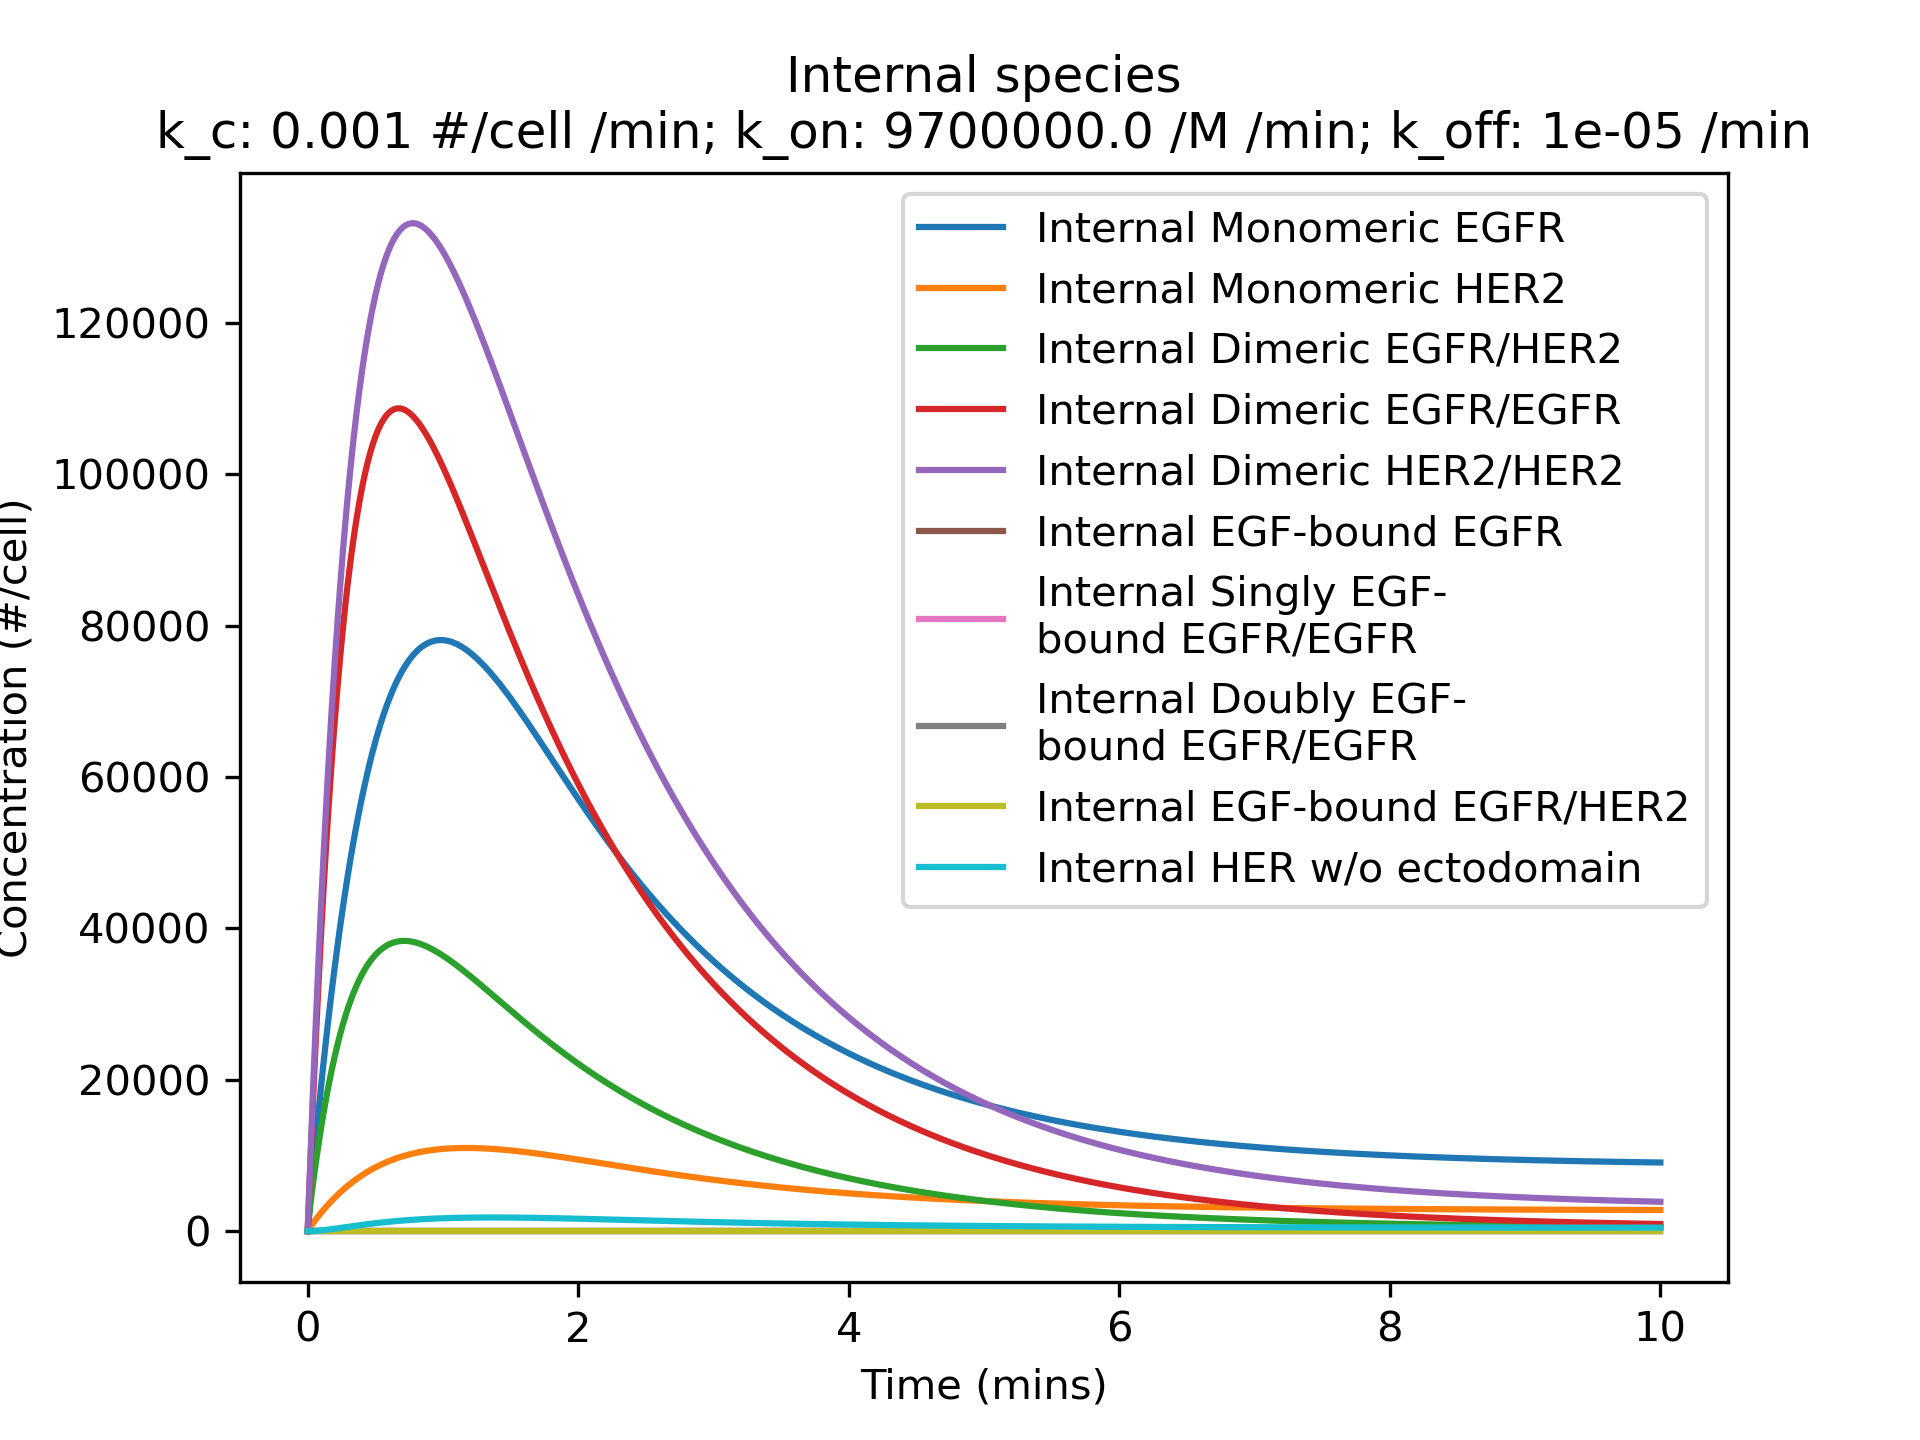 Internal species
k_c: 0.001 #/cell /min; k_on: 9700000.0 /M /min; k_off: 1e-05 /min
Internal Monomeric EGFR
Internal Monomeric HER2
Internal Dimeric EGFR/HER2
Internal Dimeric EGFR/EGFR
Internal Dimeric HER2/HER2
Internal EGF-bound EGFR
Internal Singly EGF-
bound EGFR/EGFR
Internal Doubly EGF-
bound EGFR/EGFR
Internal EGF-bound EGFR/HER2
Internal HER w/o ectodomain
120000
100000
80000
60000
40000
20000
0
Concentration (#/cell)
0 2 4 6 8 10
Time (mins)